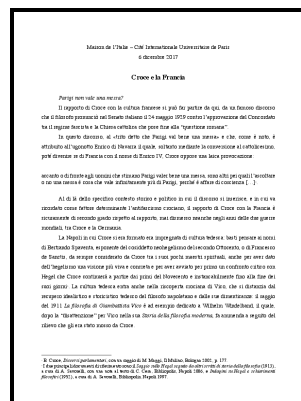 Maison de l'Italie – Cité Internationale Universitaire de Paris
6 dicembre 2017
Croce e la Francia
Parigi non vale una messa?
Il rapporto di Croce con la cultura francese si può far partire da qui, da un famoso discorso
che il filosofo pronunciò nel Senato italiano il 24 maggio 1929 contro l'approvazione del Concordato
tra il regime fascista e la Chiesa cattolica che pose fine alla "questione romana".
In questo discorso, al «trito detto che Parigi val bene una messa» e che, come è noto, è
attribuito all'ugonotto Enrico di Navarra il quale, soltanto mediante la conversione al cattolicesimo,
poté divenire re di Francia con il nome di Enrico IV, Croce oppose una laica provocazione:
accanto o di fronte agli uomini che stimano Parigi valer bene una messa, sono altri per quali l'ascoltare
o no una messa è cosa che vale infinitamente più di Parigi, perché è affare di coscienza […].
Al di là dello specifico contesto storico e politico in cui il discorso si inserisce, e in cui va
ricordato come fattore determinante l'antifascismo crociano, il rapporto di Croce con la Francia è
sicuramente di secondo grado rispetto al rapporto, mai dismesso neanche negli anni delle due guerre
mondiali, tra Croce e la Germania.
La Napoli in cui Croce si era formato era impregnata di cultura tedesca: basti pensare ai nomi
di Bertrando Spaventa, esponente del cosiddetto neohegelismo del secondo Ottocento, o di Francesco
de Sanctis, da sempre considerato da Croce tra i suoi pochi maestri spirituali, anche per aver dato
dell'hegelismo una visione più viva e concreta e per aver avviato per primo un confronto critico con
Hegel che Croce continuerà a partire dai primi del Novecento e instancabilmente fino alla fine dei
suoi giorni. La cultura tedesca entra anche nella riscoperta crociana di Vico, che si distanzia dal
recupero idealistico e storicistico tedesco del filosofo napoletano e dalle sue disattenzioni: il saggio
del 1911 La filosofia di Giambattista Vico è ad esempio dedicato a Wilhelm Windelband, il quale,
dopo la "disattenzione" per Vico nella sua Storia della filosofia moderna, fa ammenda a seguito del
rilievo che gli era stato mosso da Croce.